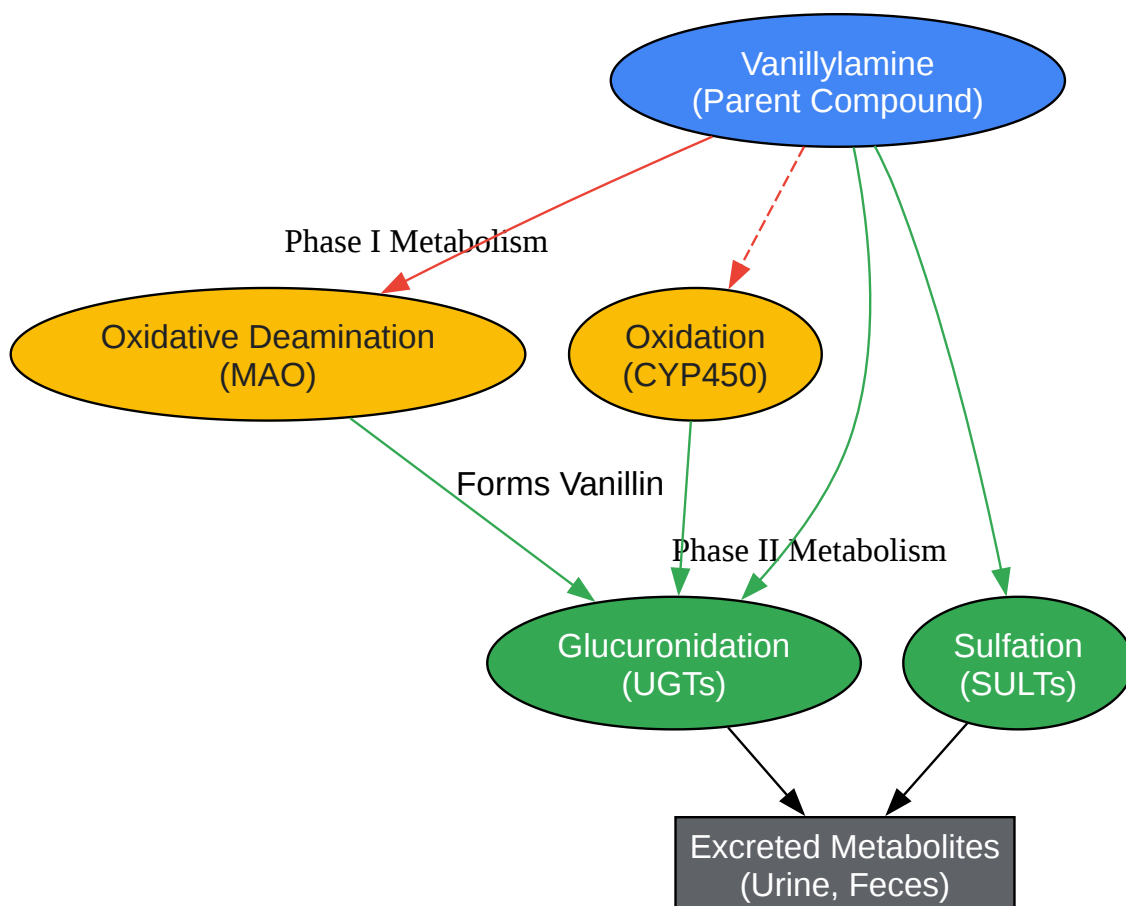 Vanillylamine
(Parent Compound)
Phase I Metabolism
Oxidative Deamination
(MAO)
Oxidation
(CYP450)
Forms Vanillin
Phase II Metabolism
Glucuronidation
(UGTs)
Sulfation
(SULTs)
Excreted Metabolites
(Urine, Feces)